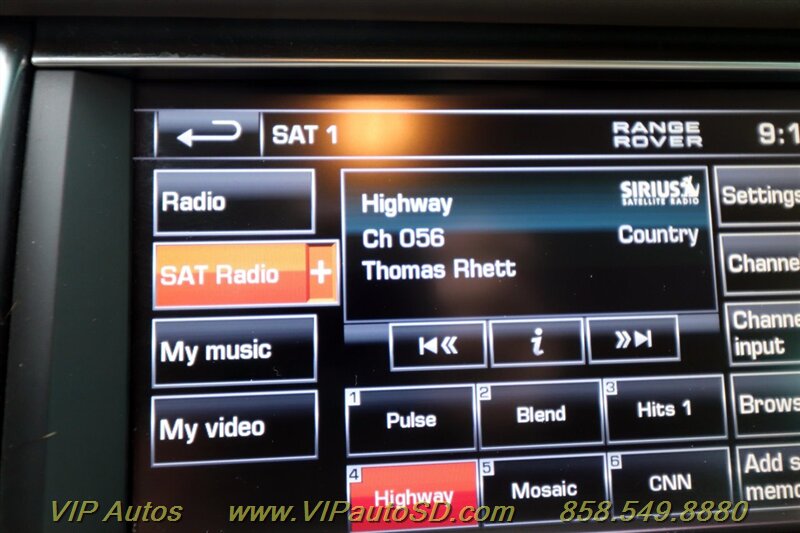 SAT 1
RANGE ROVER
9:1
Radio
SAT Radio +
My music
My video
Highway
SIRIUS
SATELLITE RADIO
Ch 056
Country
Thomas Rhett
i
Settings
Channe
Channe
input
Brows
Add s
memo
1 Pulse
2 Blend
3 Hits 1
4 Highway
5 Mosaic
6 CNN
VIP Autos www.VIPautoSD.com 858.549.8880